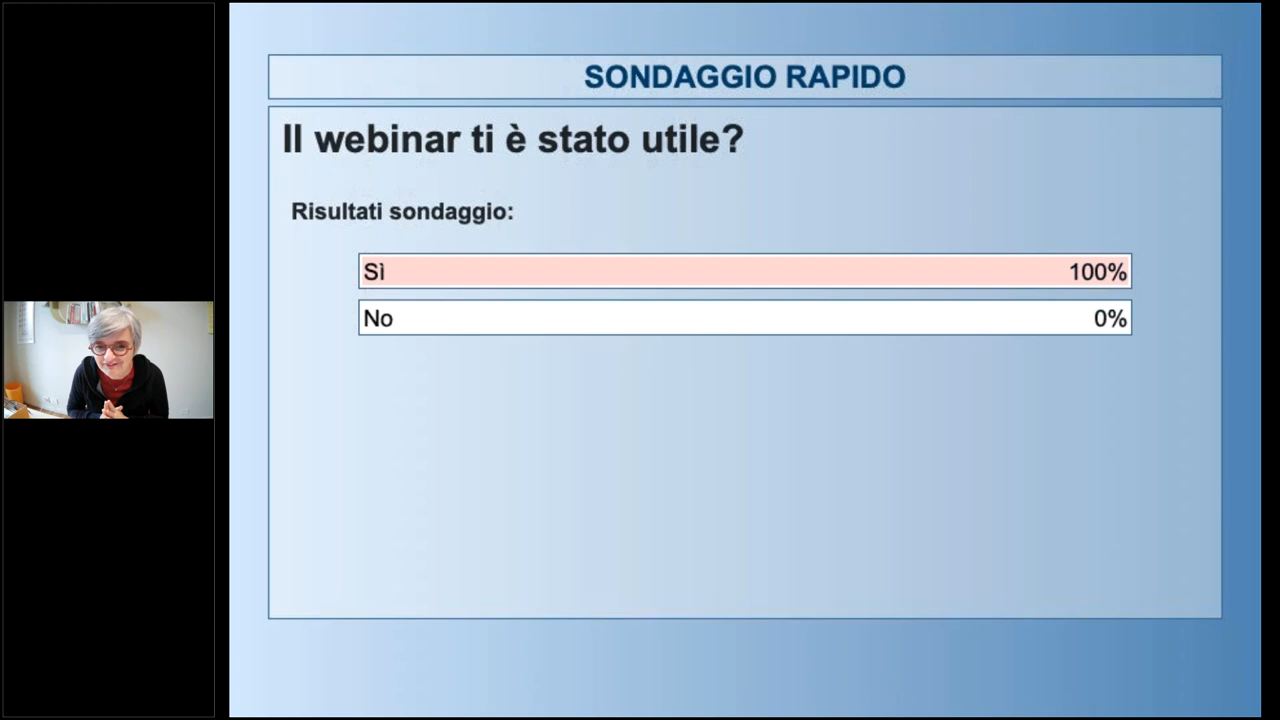 SONDAGGIO RAPIDO
Il webinar ti è stato utile?
Risultati sondaggio:
Sì 100%
No 0%